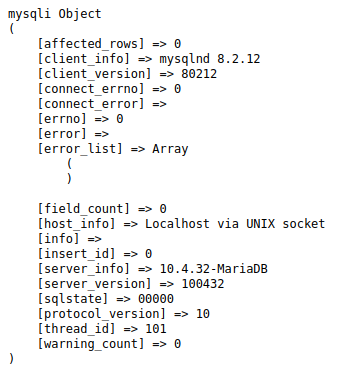 mysqli Object
(
    [affected_rows] => 0
    [client_info] => mysqlnd 8.2.12
    [client_version] => 80212
    [connect_errno] => 0
    [connect_error] =>
    [errno] => 0
    [error] =>
    [error_list] => Array
        (
        )

    [field_count] => 0
    [host_info] => Localhost via UNIX socket
    [info] =>
    [insert_id] => 0
    [server_info] => 10.4.32-MariaDB
    [server_version] => 100432
    [sqlstate] => 00000
    [protocol_version] => 10
    [thread_id] => 101
    [warning_count] => 0
)